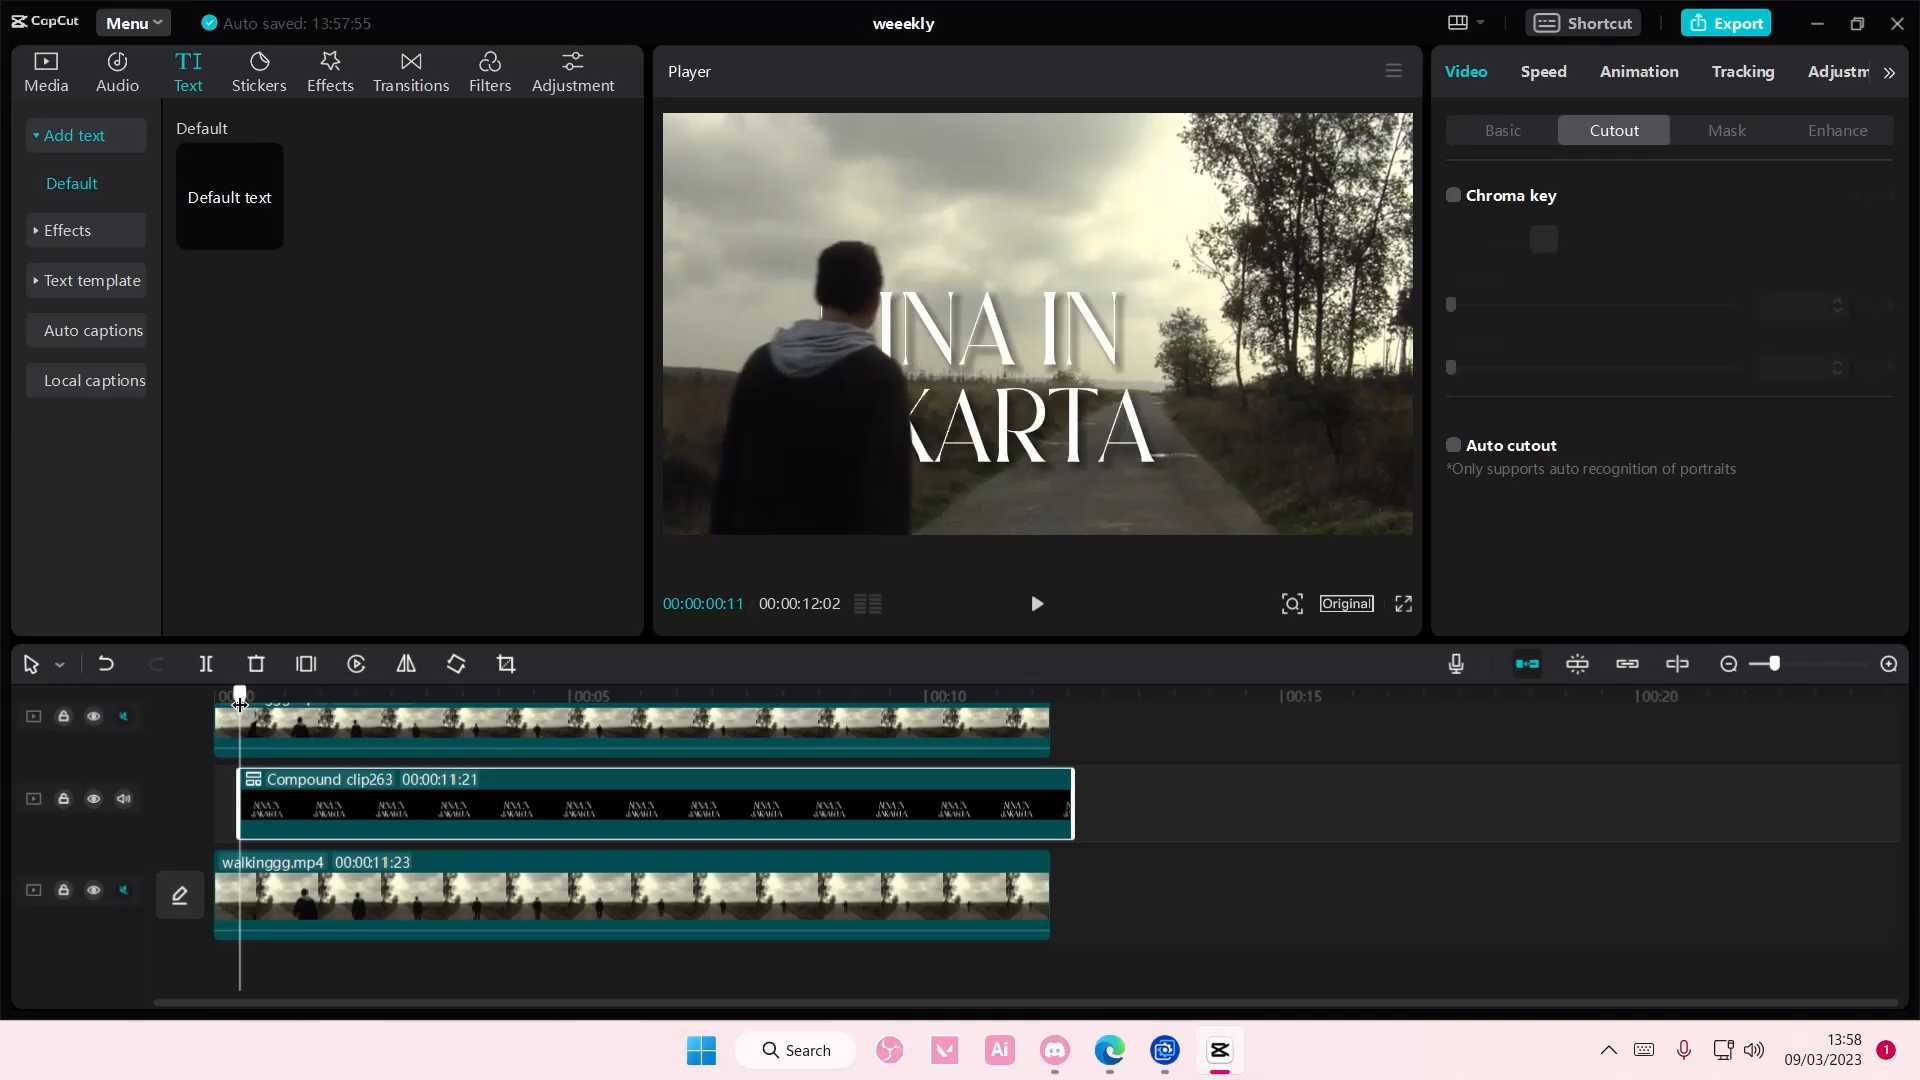 CapCut
Menu
Auto saved: 13:57:55
weeekly
Shortcut
Export
Media
Audio
TI
Text
Stickers
Effects
Transitions
Filters
Adjustment
Player
Video
Speed
Animation
Tracking
Adjustm
Add text
Default
Effects
Text template
Auto captions
Local captions
Default
Default text
INA IN
KARTA
Basic
Cutout
Mask
Enhance
Chroma key
Auto cutout
*Only supports auto recognition of portraits
00:00:00:11
00:00:12:02
Original
00:05
00:10
00:15
00:20
Compound clip263 00:00:11:21
walkinggg.mp4 00:00:11:23
Search
Ai
13:58
09/03/2023
1